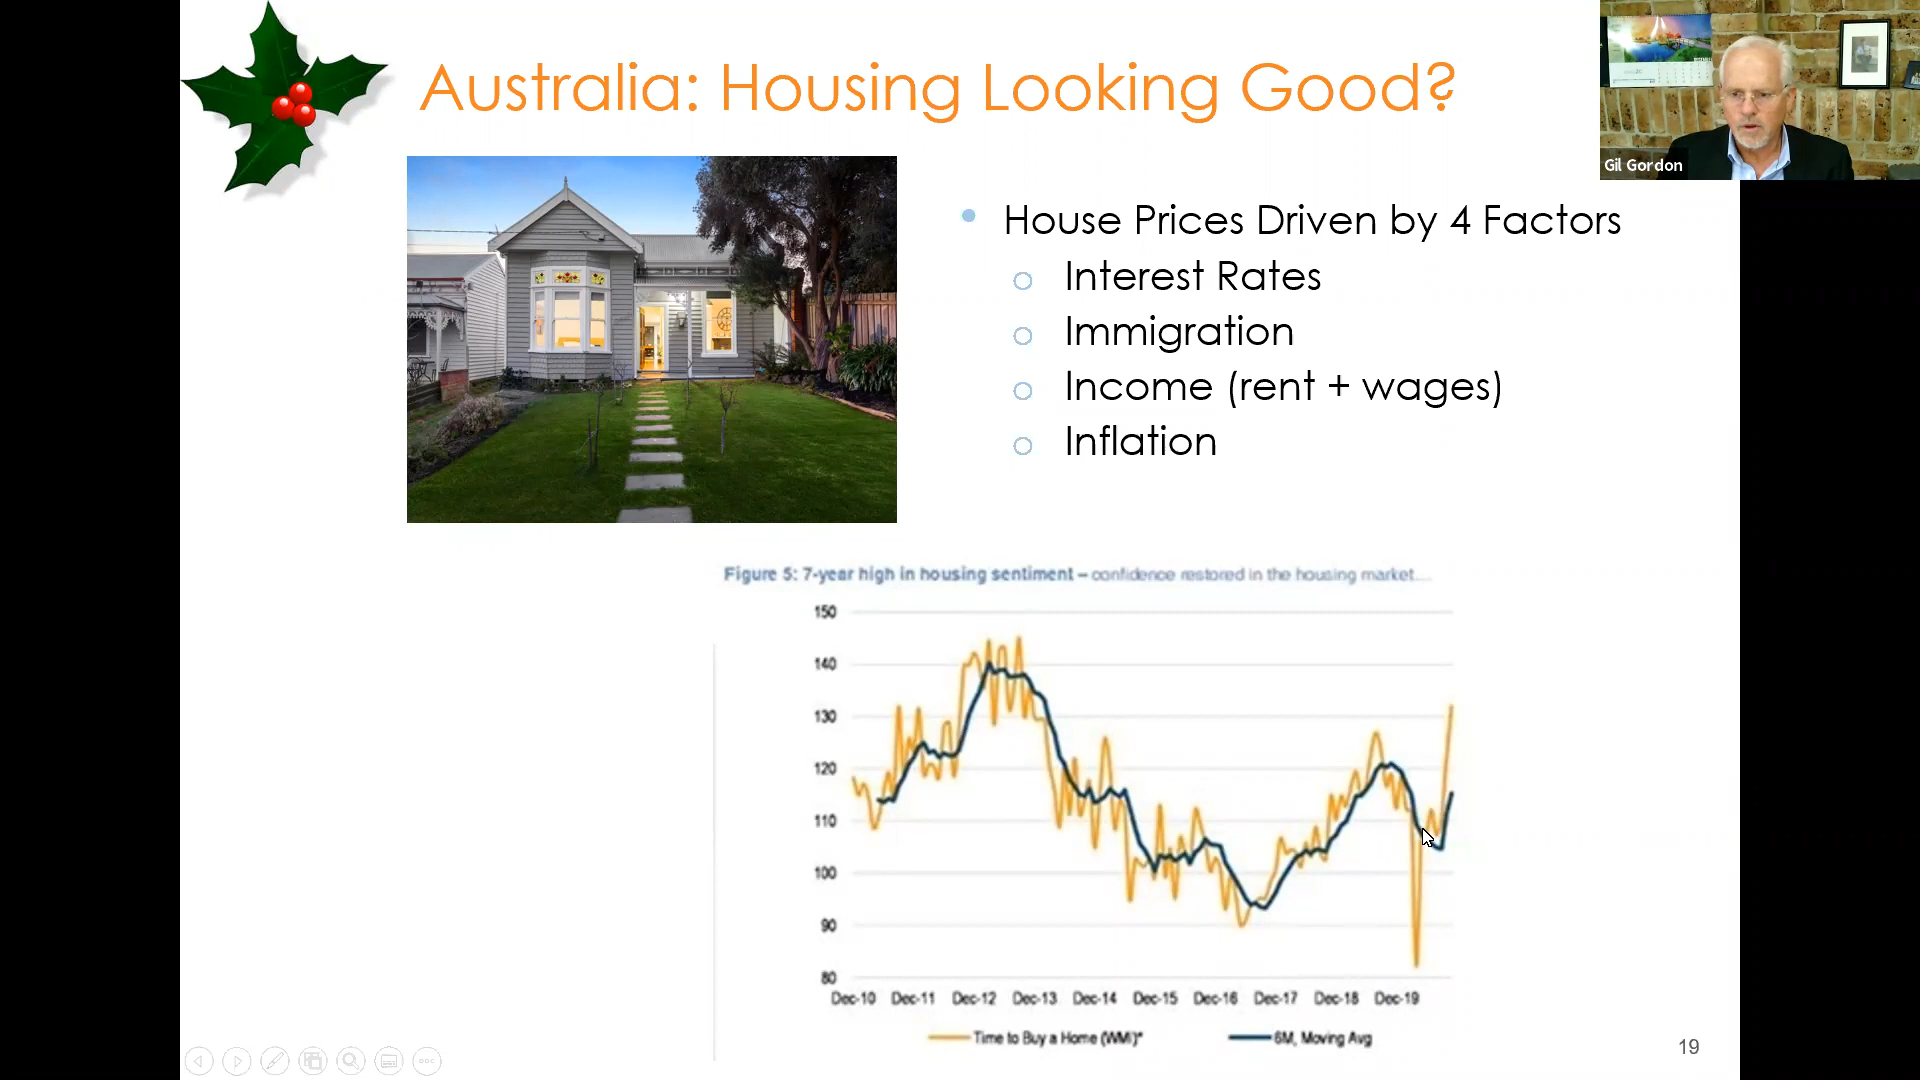 Australia: Housing Looking Good?
Gil Gordon
House Prices Driven by 4 Factors
Interest Rates
Immigration
Income (rent + wages)
Inflation
Figure 5: 7-year high in housing sentiment – confidence restored in the housing market...
150
140
130
120
110
100
90
80
Dec-10 Dec-11 Dec-12 Dec-13 Dec-14 Dec-15 Dec-16 Dec-17 Dec-18 Dec-19
Time to Buy a Home (WMI)* 6M, Moving Avg
19